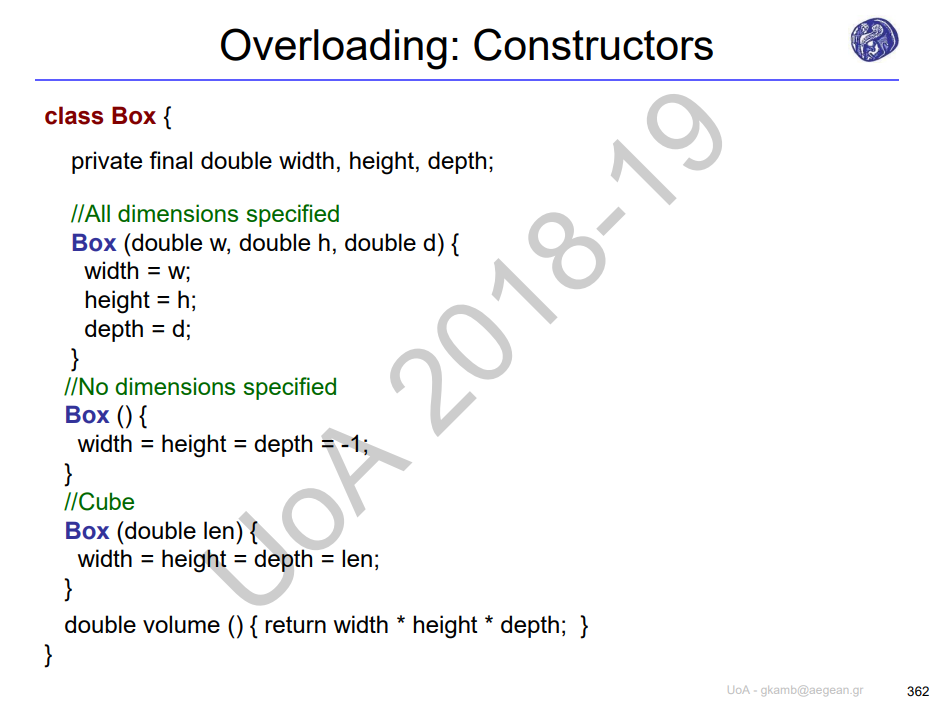 Overloading: Constructors
class Box {
private final double width, height, depth;
//All dimensions specified
Box (double w, double h, double d) {
width = w;
height = h;
depth = d;
}
//No dimensions specified
Box () {
width = height = depth = -1;
}
//Cube
Box (double len) {
width = height = depth = len;
}
double volume () { return width * height * depth;  }
}
UoA 2018-19
UoA - gkamb@aegean.gr
362